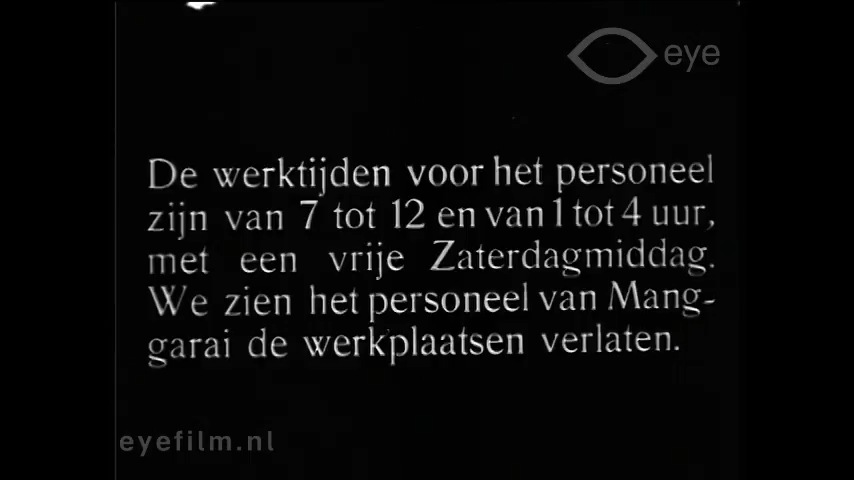 eye
De werktijden voor het personeel
zijn van 7 tot 12 en van 1 tot 4 uur,
met een vrije Zaterdagmiddag.
We zien het personeel van Mang-
garai de werkplaatsen verlaten.
eyefilm.nl